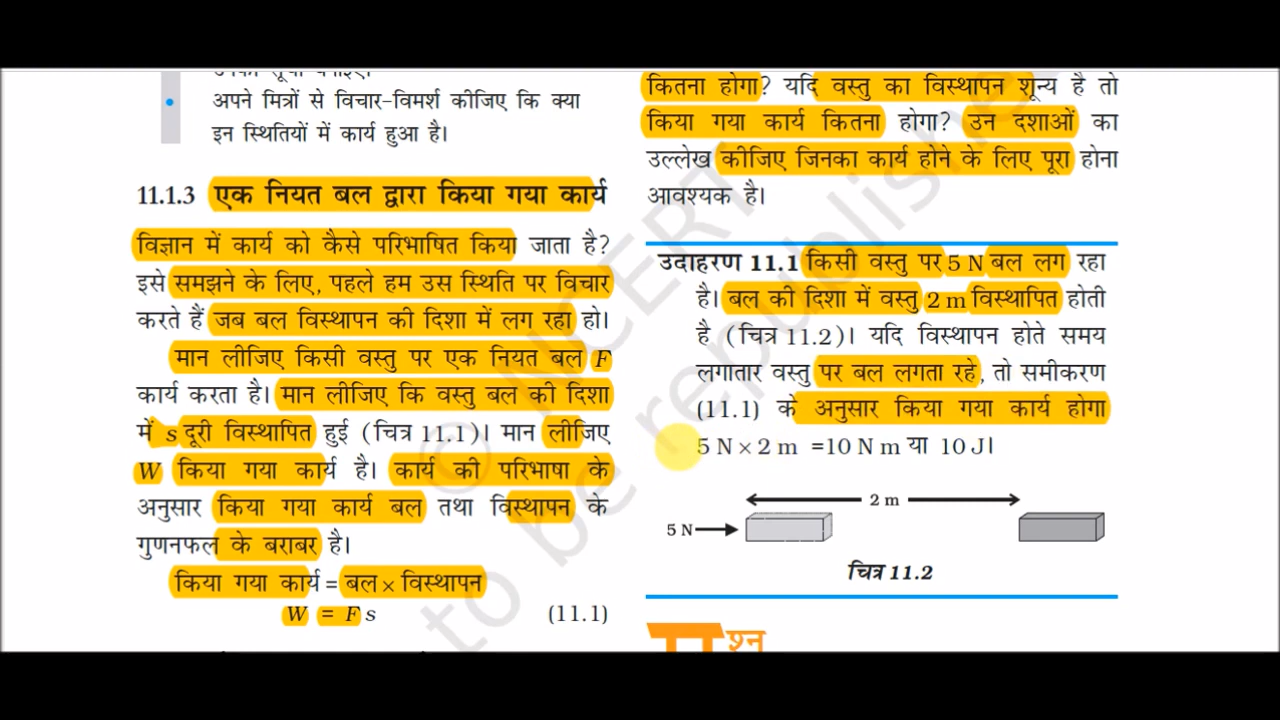 अपने मित्रों से विचार-विमर्श कीजिए कि क्या
इन स्थितियों में कार्य हुआ है।
11.1.3 एक नियत बल द्वारा किया गया कार्य
विज्ञान में कार्य को कैसे परिभाषित किया जाता है?
इसे समझने के लिए, पहले हम उस स्थिति पर विचार
करते हैं जब बल विस्थापन की दिशा में लग रहा हो।
मान लीजिए किसी वस्तु पर एक नियत बल F
कार्य करता है। मान लीजिए कि वस्तु बल की दिशा
में s दूरी विस्थापित हुई (चित्र 11.1)। मान लीजिए
W किया गया कार्य है। कार्य की परिभाषा के
अनुसार किया गया कार्य बल तथा विस्थापन के
गुणनफल के बराबर है।
किया गया कार्य = बल × विस्थापन
W = F s (11.1)
कितना होगा? यदि वस्तु का विस्थापन शून्य है तो
किया गया कार्य कितना होगा? उन दशाओं का
उल्लेख कीजिए जिनका कार्य होने के लिए पूरा होना
आवश्यक है।
उदाहरण 11.1 किसी वस्तु पर 5 N बल लग रहा
है। बल की दिशा में वस्तु 2 m विस्थापित होती
है (चित्र 11.2)। यदि विस्थापन होते समय
लगातार वस्तु पर बल लगता रहे, तो समीकरण
(11.1) के अनुसार किया गया कार्य होगा
5 N × 2 m =10 N m या 10 J।
2 m
5 N
चित्र 11.2
प्रश्न
© NCERT
to be republished